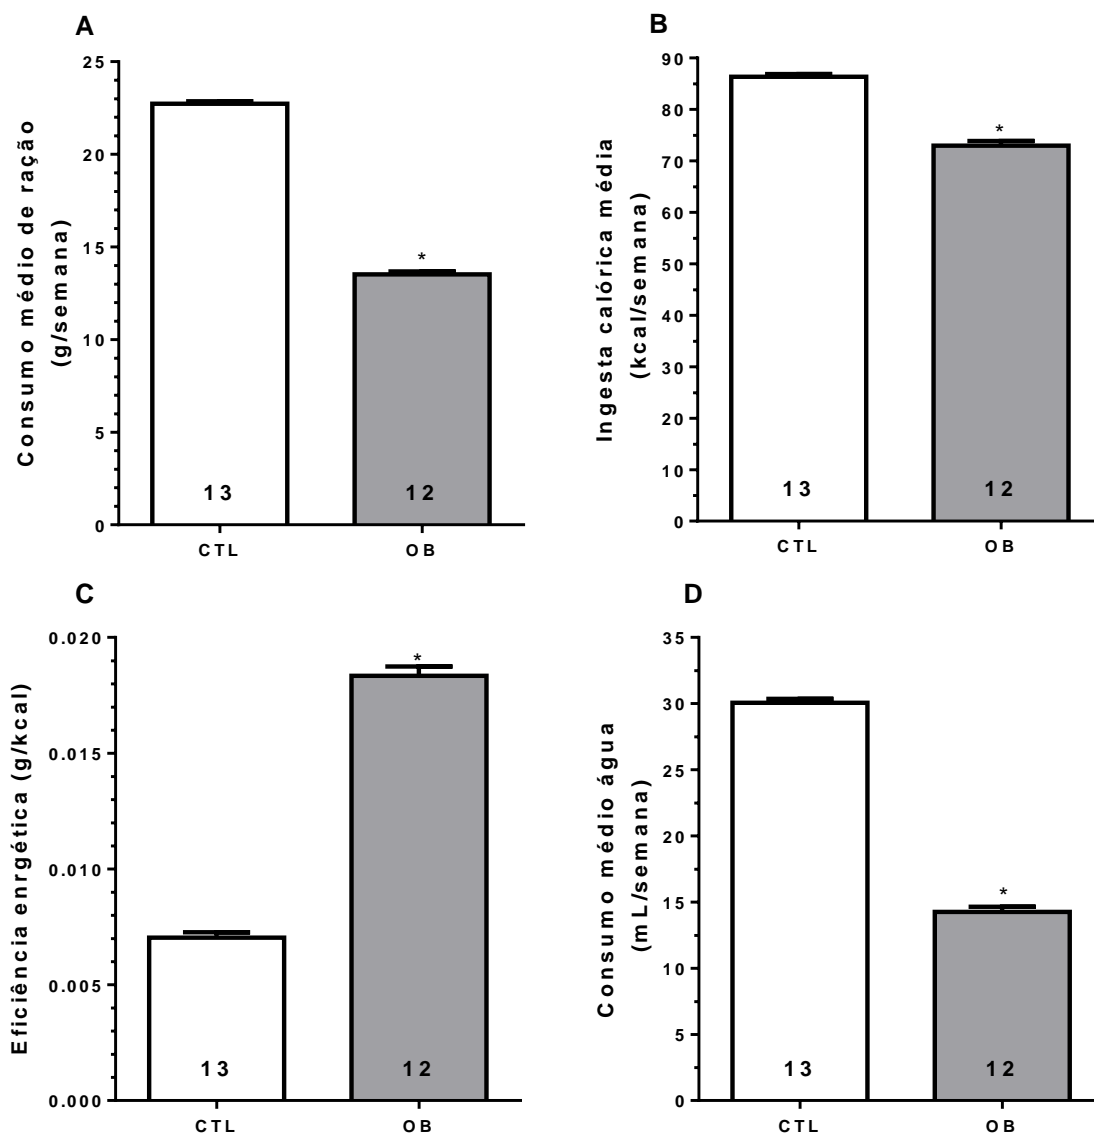 A
Consumo médio de ração
(g/semana)
25
20
15
10
5
0
*
13
12
CTL
OB
B
Ingesta calórica média
(kcal/semana)
90
80
70
60
50
40
30
20
10
0
*
13
12
CTL
OB
C
Eficiência enrgética (g/kcal)
0.020
0.015
0.010
0.005
0.000
*
13
12
CTL
OB
D
Consumo médio água
(mL/semana)
35
30
25
20
15
10
5
0
*
13
12
CTL
OB